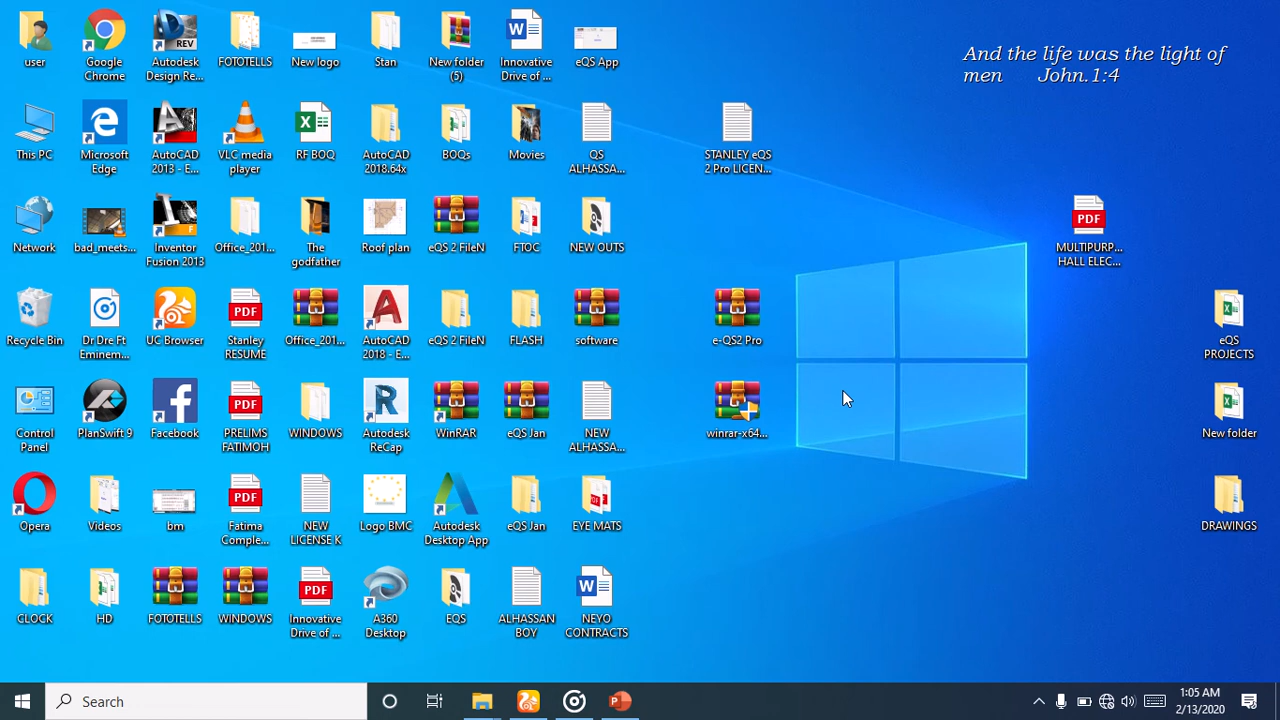 And the life was the light of
men John.1:4
user
Google
Chrome
Autodesk
Design Re...
FOTOTELLS
New logo
Stan
New folder
(5)
Innovative
Drive of ...
eQS App
This PC
Microsoft
Edge
AutoCAD
2013 - E...
VLC media
player
RF BOQ
AutoCAD
2018.64x
BOQs
Movies
QS
ALHASSA...
STANLEY eQS
2 Pro LICEN...
Network
bad_meets...
Inventor
Fusion 2013
Office_201...
The
godfather
Roof plan
eQS 2 FileN
FTOC
NEW OUTS
MULTIPURP...
HALL ELEC...
Recycle Bin
Dr Dre Ft
Eminem...
UC Browser
Stanley
RESUME
Office_201...
AutoCAD
2018 - E...
eQS 2 FileN
FLASH
software
e-QS2 Pro
eQS
PROJECTS
Control
Panel
PlanSwift 9
Facebook
PRELIMS
FATIMOH
WINDOWS
Autodesk
ReCap
WinRAR
eQS Jan
NEW
ALHASSA...
winrar-x64...
New folder
Opera
Videos
bm
Fatima
Comple...
NEW
LICENSE K
Logo BMC
Autodesk
Desktop App
eQS Jan
EYE MATS
DRAWINGS
CLOCK
HD
FOTOTELLS
WINDOWS
Innovative
Drive of ...
A360
Desktop
EQS
ALHASSAN
BOY
NEYO
CONTRACTS
Search
1:05 AM
2/13/2020